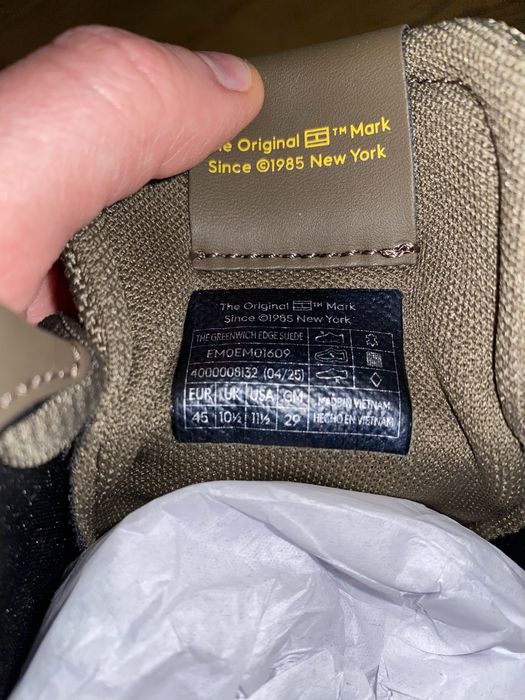 he Original ™ Mark
Since ©1985 New York
The Original ™ Mark
Since ©1985 New York
THE GREENWICH EDGE SUEDE
EM0EM01609
4000008132 (04/25)
EUR UK USA CM
45 10½ 11½ 29
MADE IN VIETNAM
HECHO EN VIETNAM